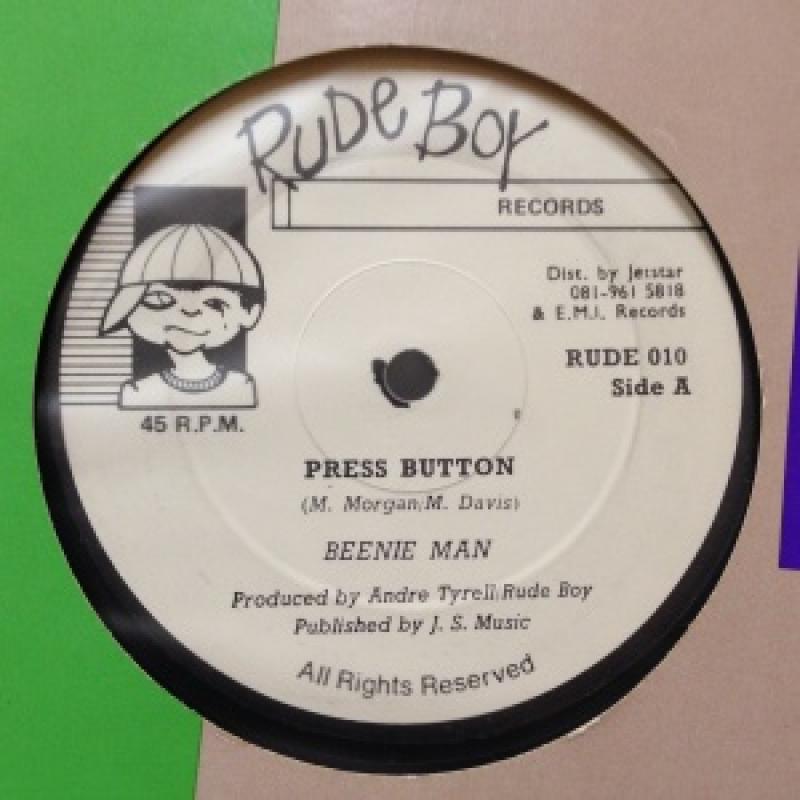 RUDE BOY
RECORDS
Dist. by Jetstar
081-961 5818
& E.M.I. Records
RUDE 010
Side A
45 R.P.M.
PRESS BUTTON
(M. Morgan/M. Davis)
BEENIE MAN
Produced by Andre Tyrell/Rude Boy
Published by J. S. Music
All Rights Reserved